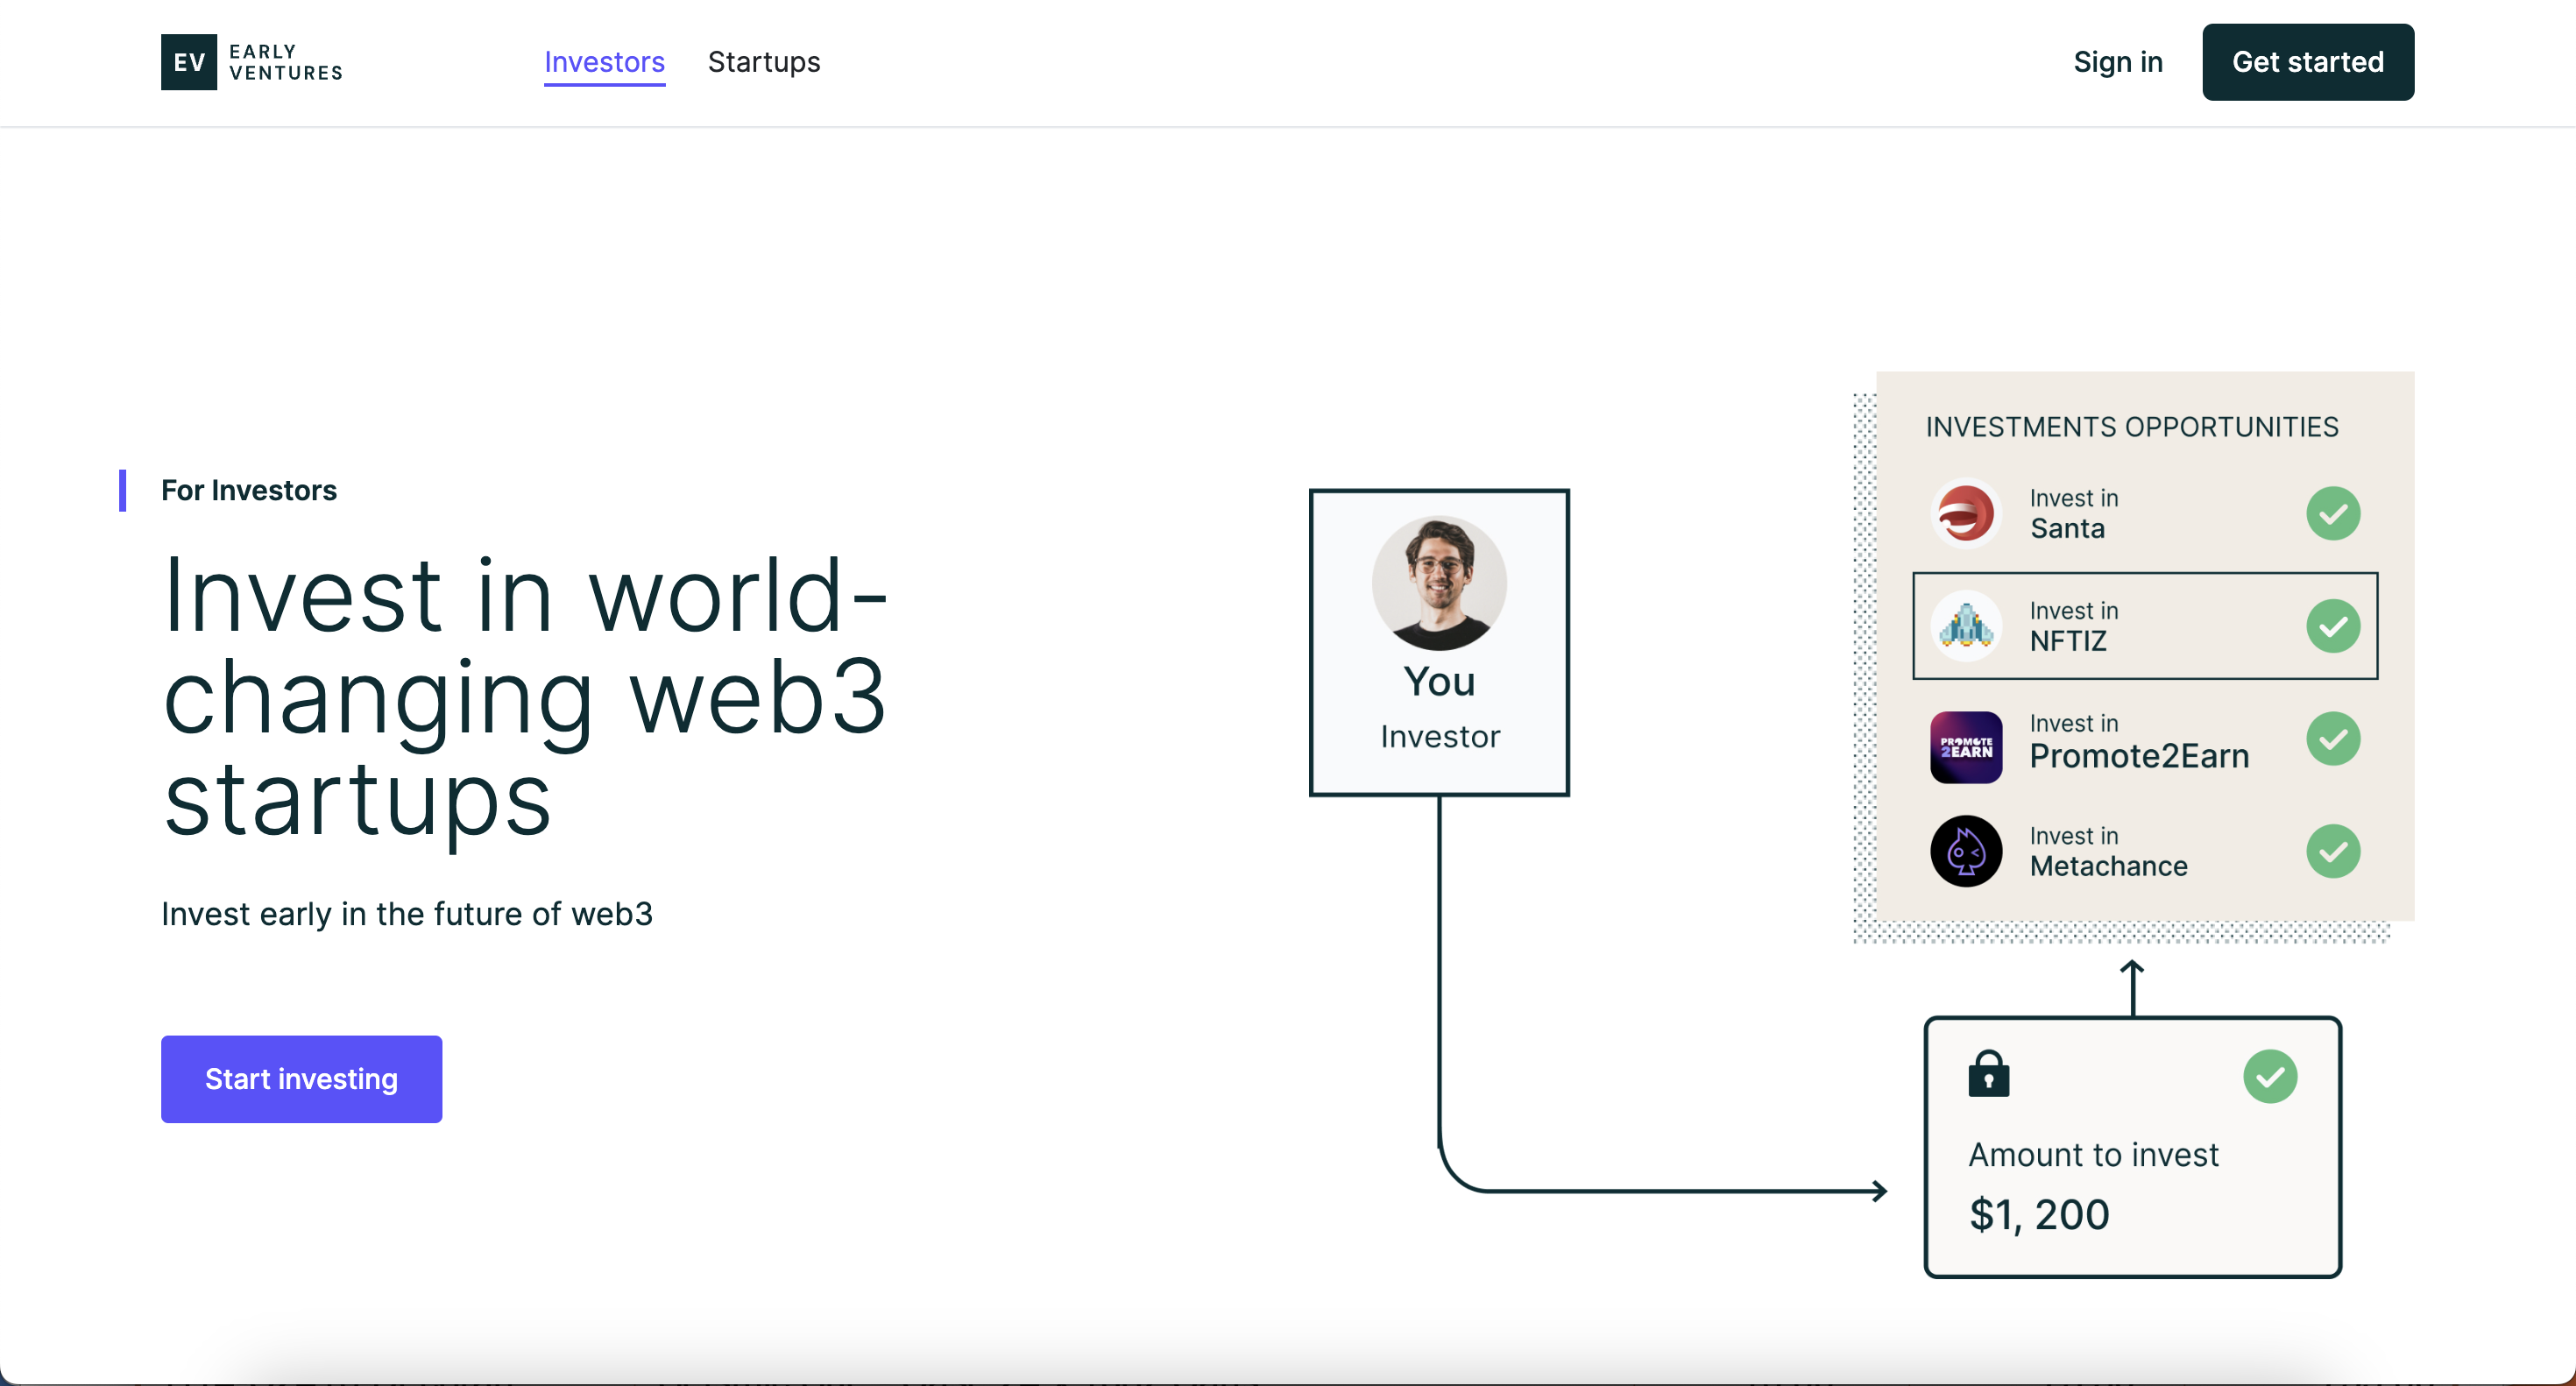 EV
EARLY
VENTURES
Investors
Startups
Sign in
Get started
For Investors
Invest in world-
changing web3
startups
Invest early in the future of web3
Start investing
You
Investor
INVESTMENTS OPPORTUNITIES
Invest in
Santa
Invest in
NFTIZ
PROMOTE
2EARN
Invest in
Promote2Earn
Invest in
Metachance
Amount to invest
$1, 200